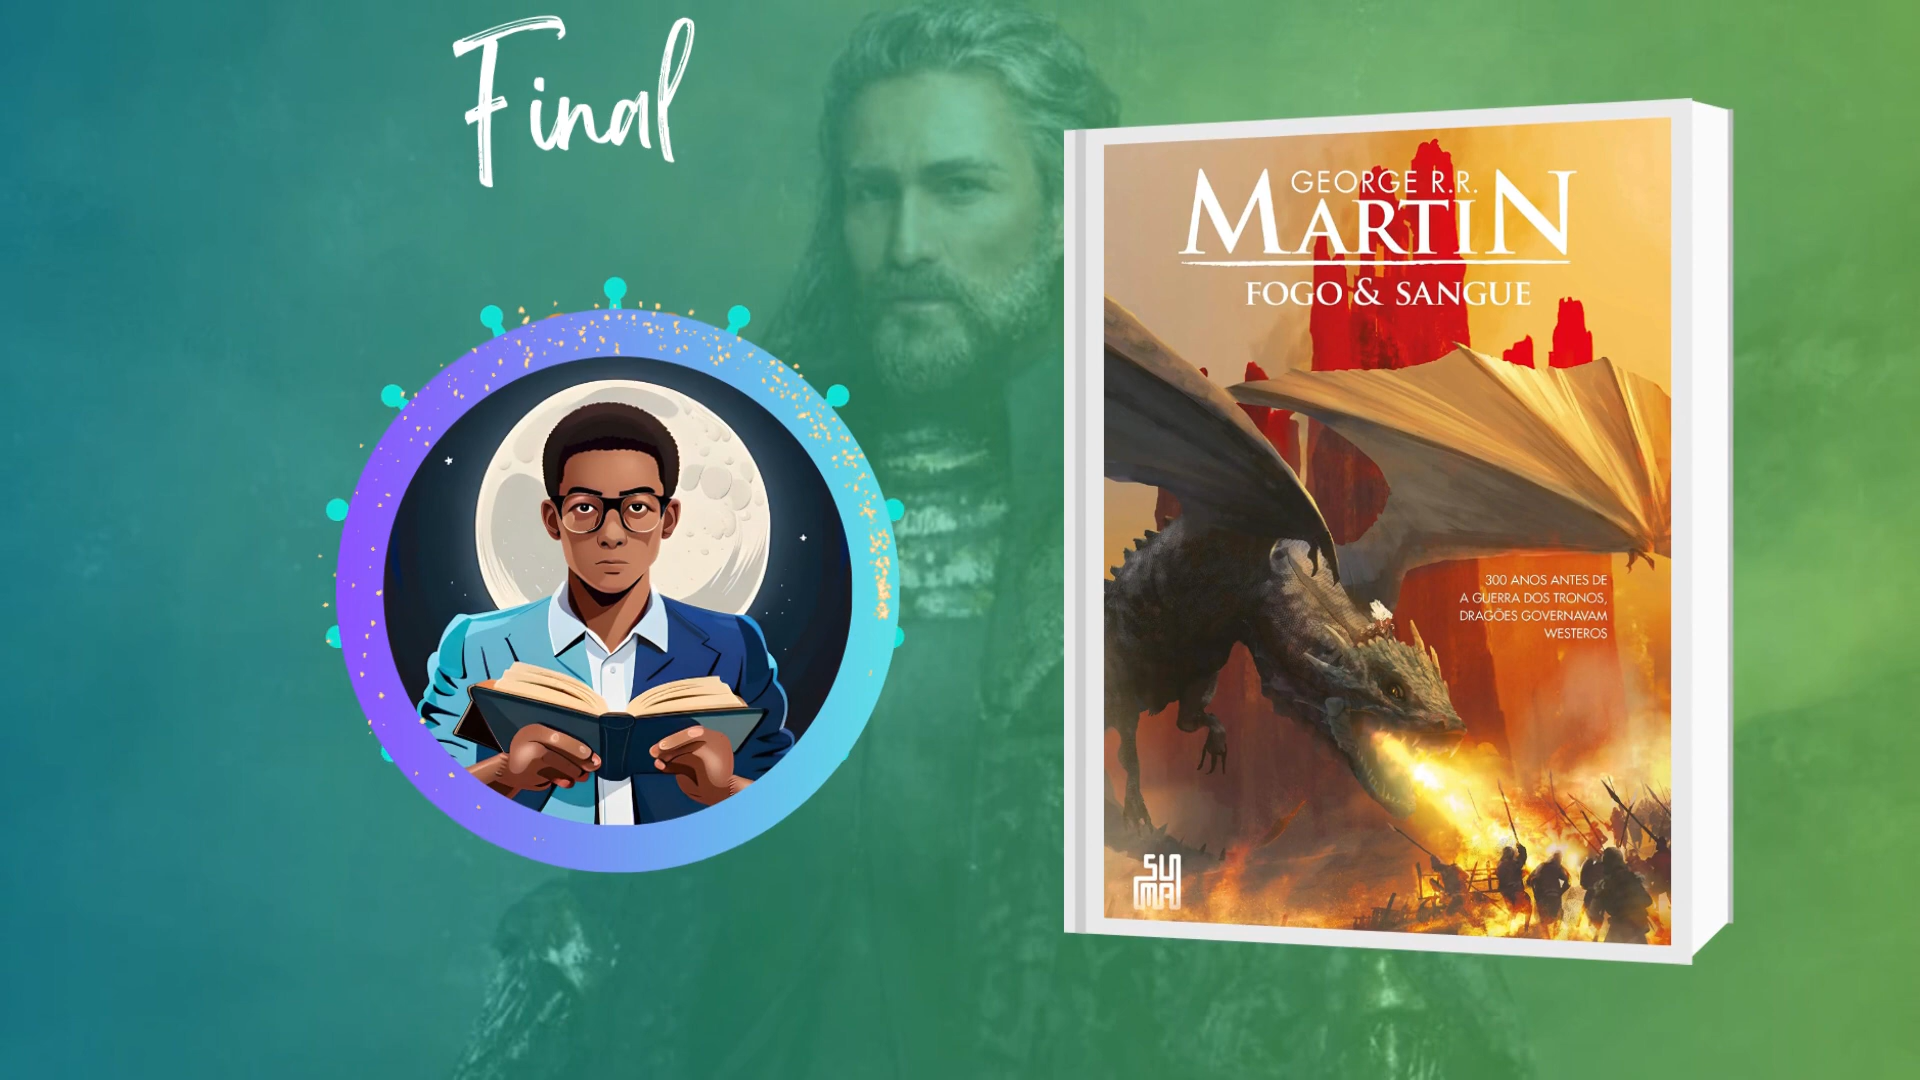 Final
GEORGE R.R.
MARTIN
FOGO & SANGUE
300 ANOS ANTES DE
A GUERRA DOS TRONOS,
DRAGÕES GOVERNAVAM
WESTEROS
SUMA